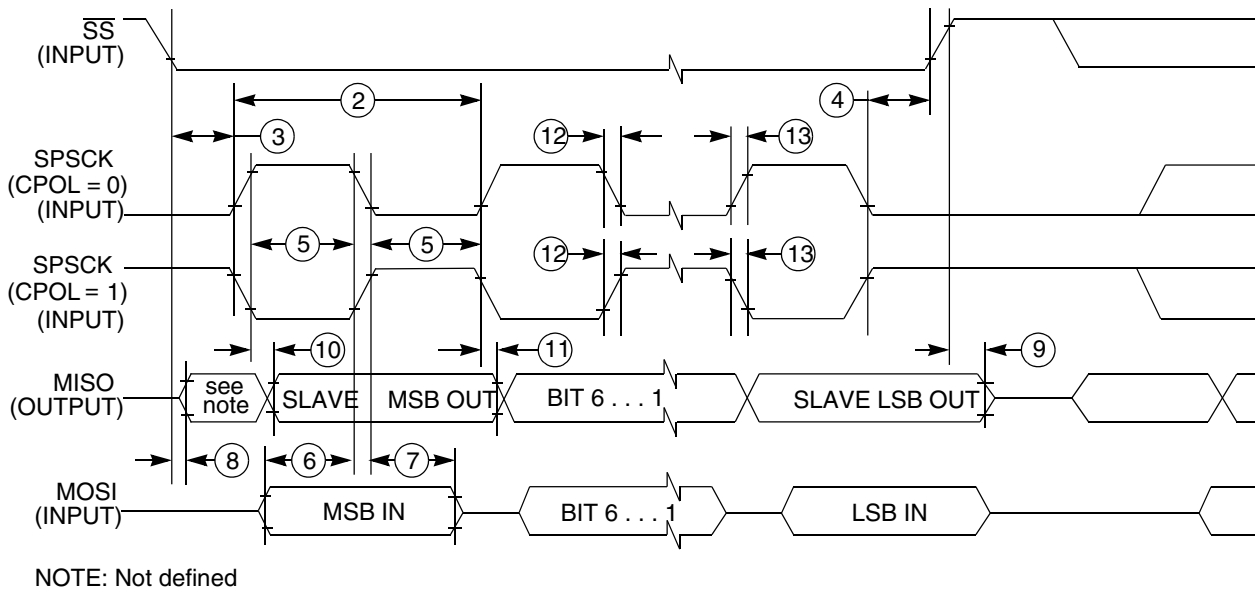 SS
(INPUT)
2
4
3
12
13
SPSCK
(CPOL = 0)
(INPUT)
5
5
12
13
SPSCK
(CPOL = 1)
(INPUT)
10
11
9
MISO
(OUTPUT)
see
note
SLAVE
MSB OUT
BIT 6 . . . 1
SLAVE LSB OUT
8
6
7
MOSI
(INPUT)
MSB IN
BIT 6 . . . 1
LSB IN
NOTE: Not defined